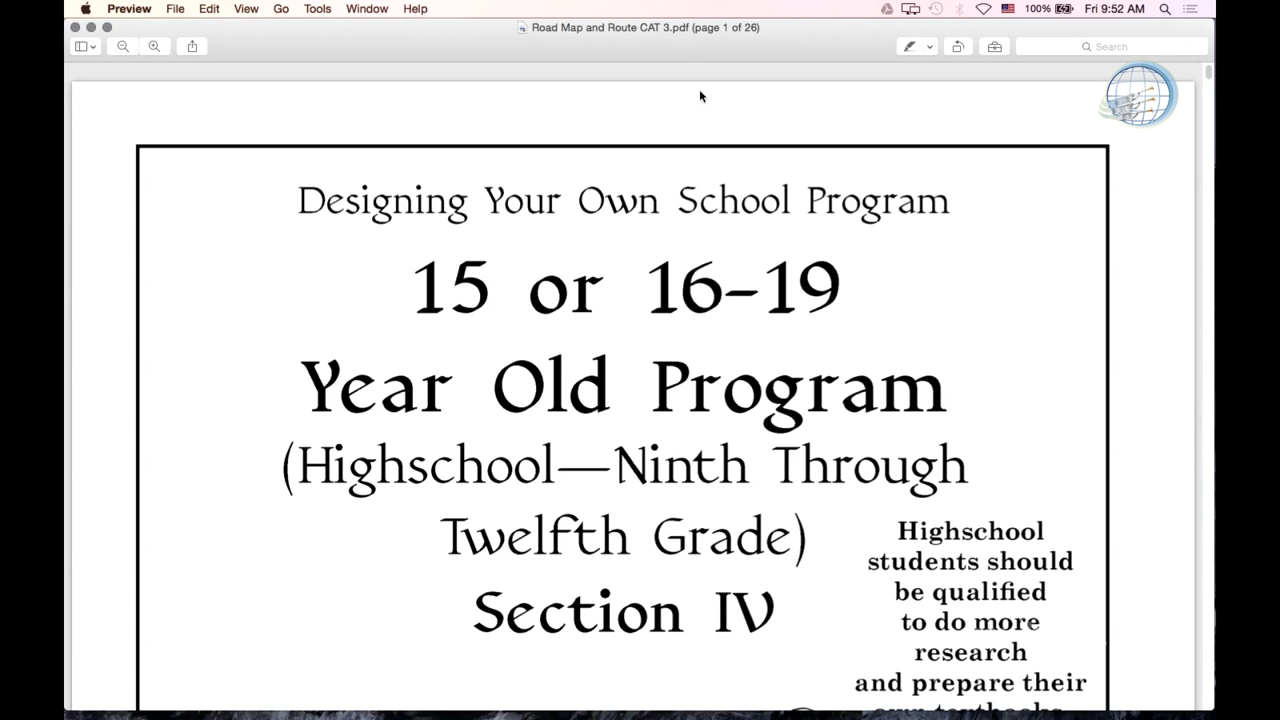 Preview File Edit View Go Tools Window Help 100% Fri 9:52 AM
Road Map and Route CAT 3.pdf (page 1 of 26)
Search
Designing Your Own School Program
15 or 16-19
Year Old Program
(Highschool—Ninth Through
Twelfth Grade)
Section IV
Highschool
students should
be qualified
to do more
research
and prepare their
own textbooks